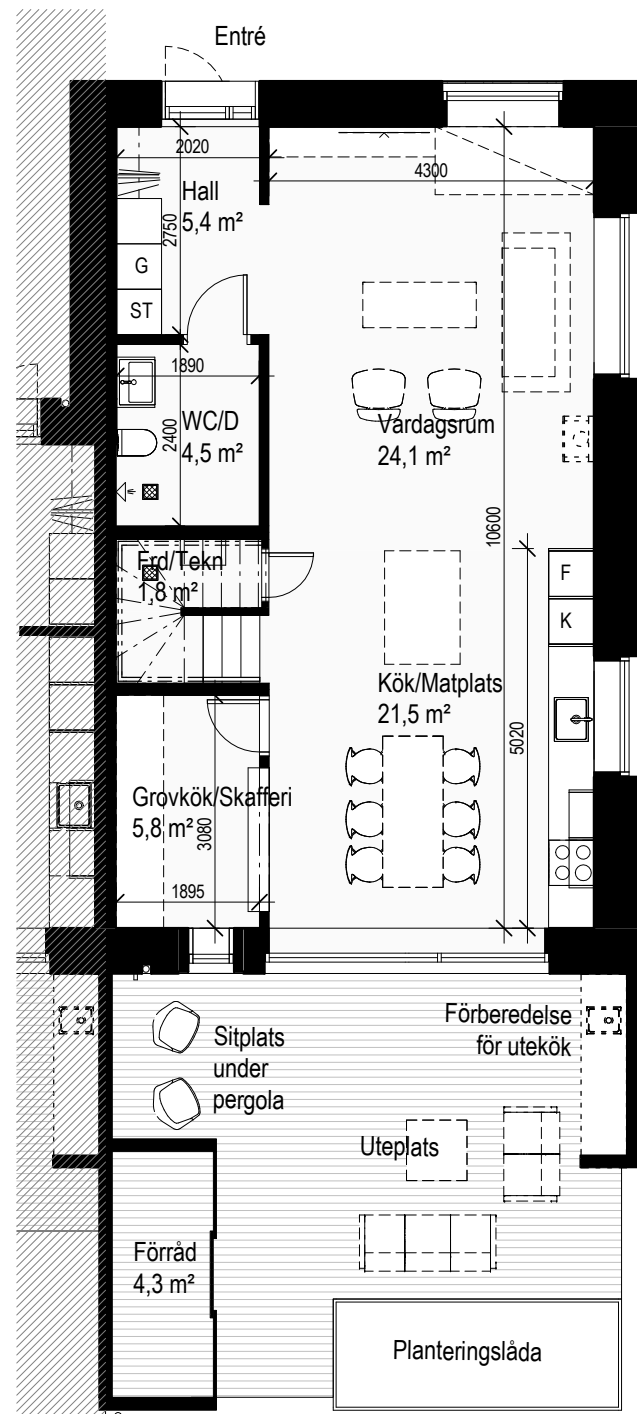 Entré
2020
4300
Hall
5,4 m²
2750
G
ST
1890
WC/D
4,5 m²
2400
Vardagsrum
24,1 m²
10600
Frd/Tekn
1,8 m²
F
K
Kök/Matplats
21,5 m²
5020
Grovkök/Skafferi
5,8 m²
3080
1895
Sitplats
under
pergola
Förberedelse
för utekök
Uteplats
Förråd
4,3 m²
Planteringslåda